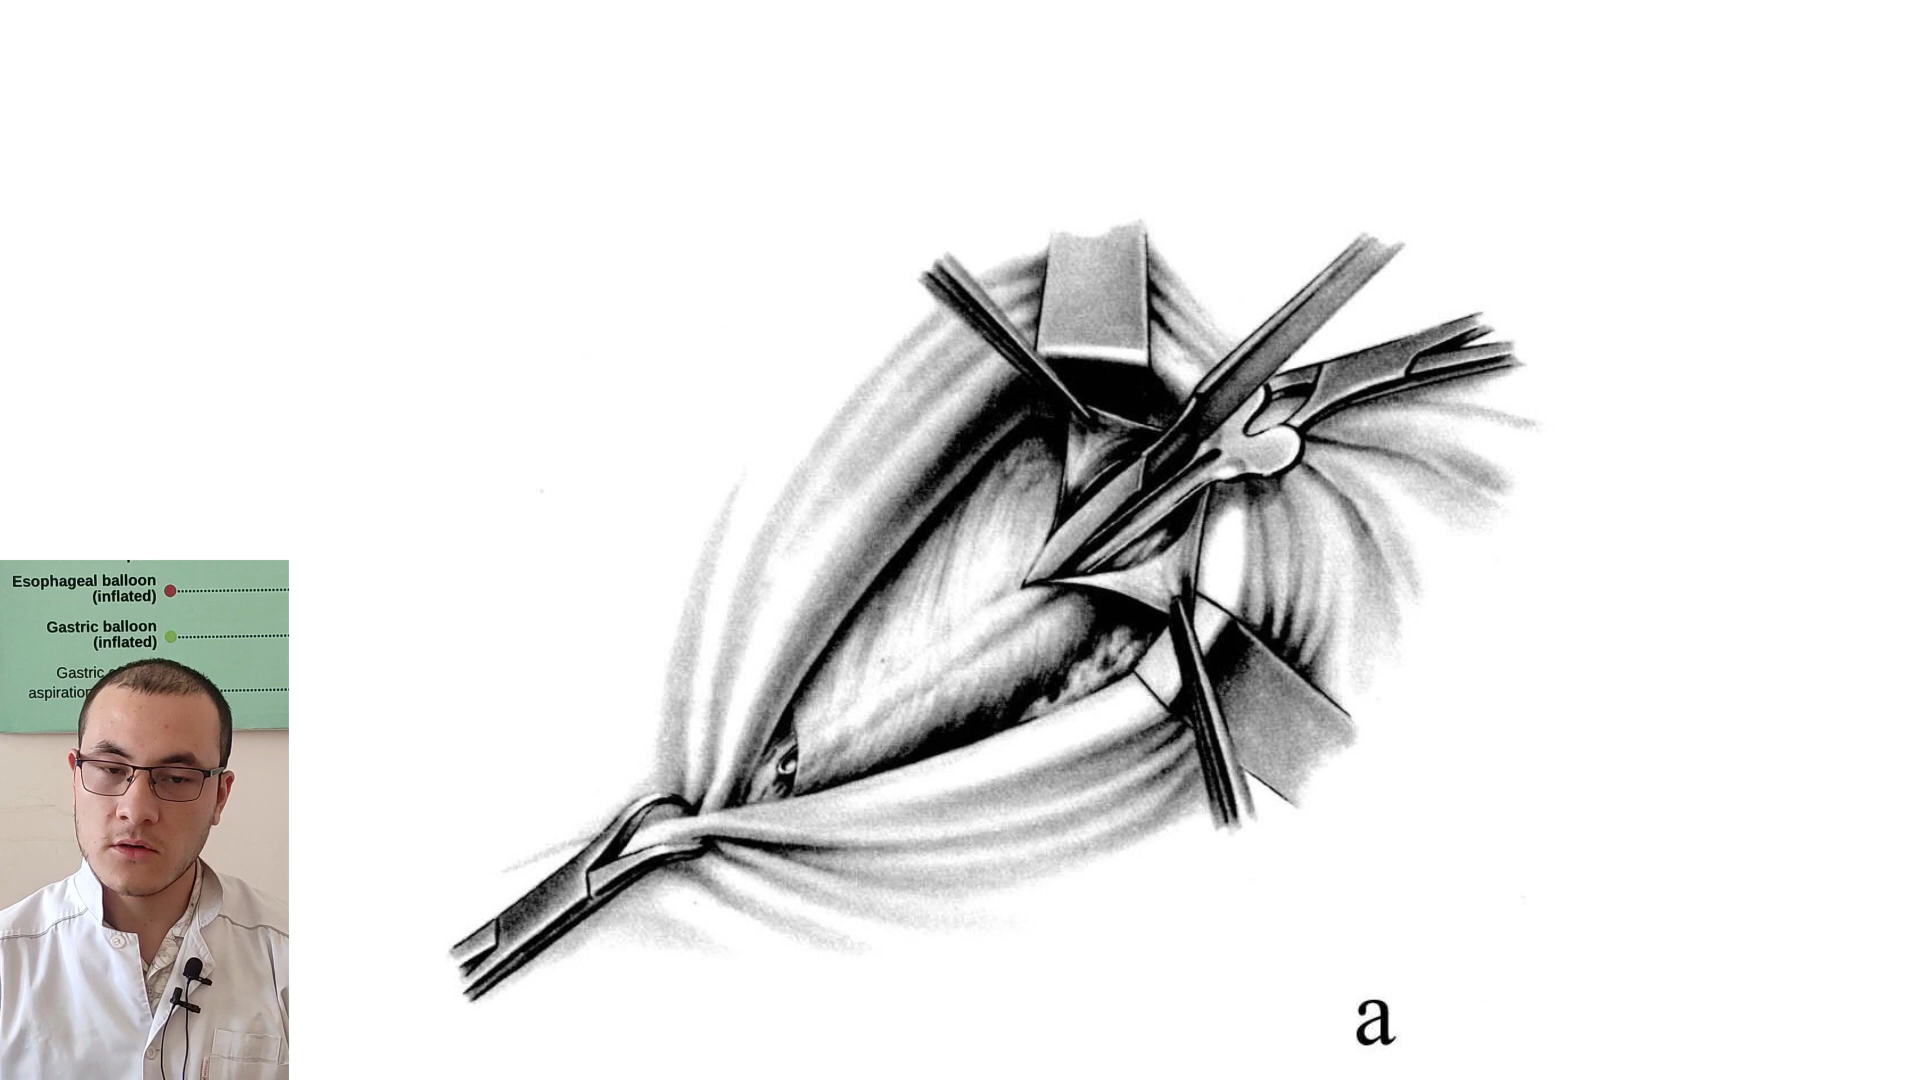 Esophageal balloon
(inflated)
Gastric balloon
(inflated)
Gastric
aspiration
a